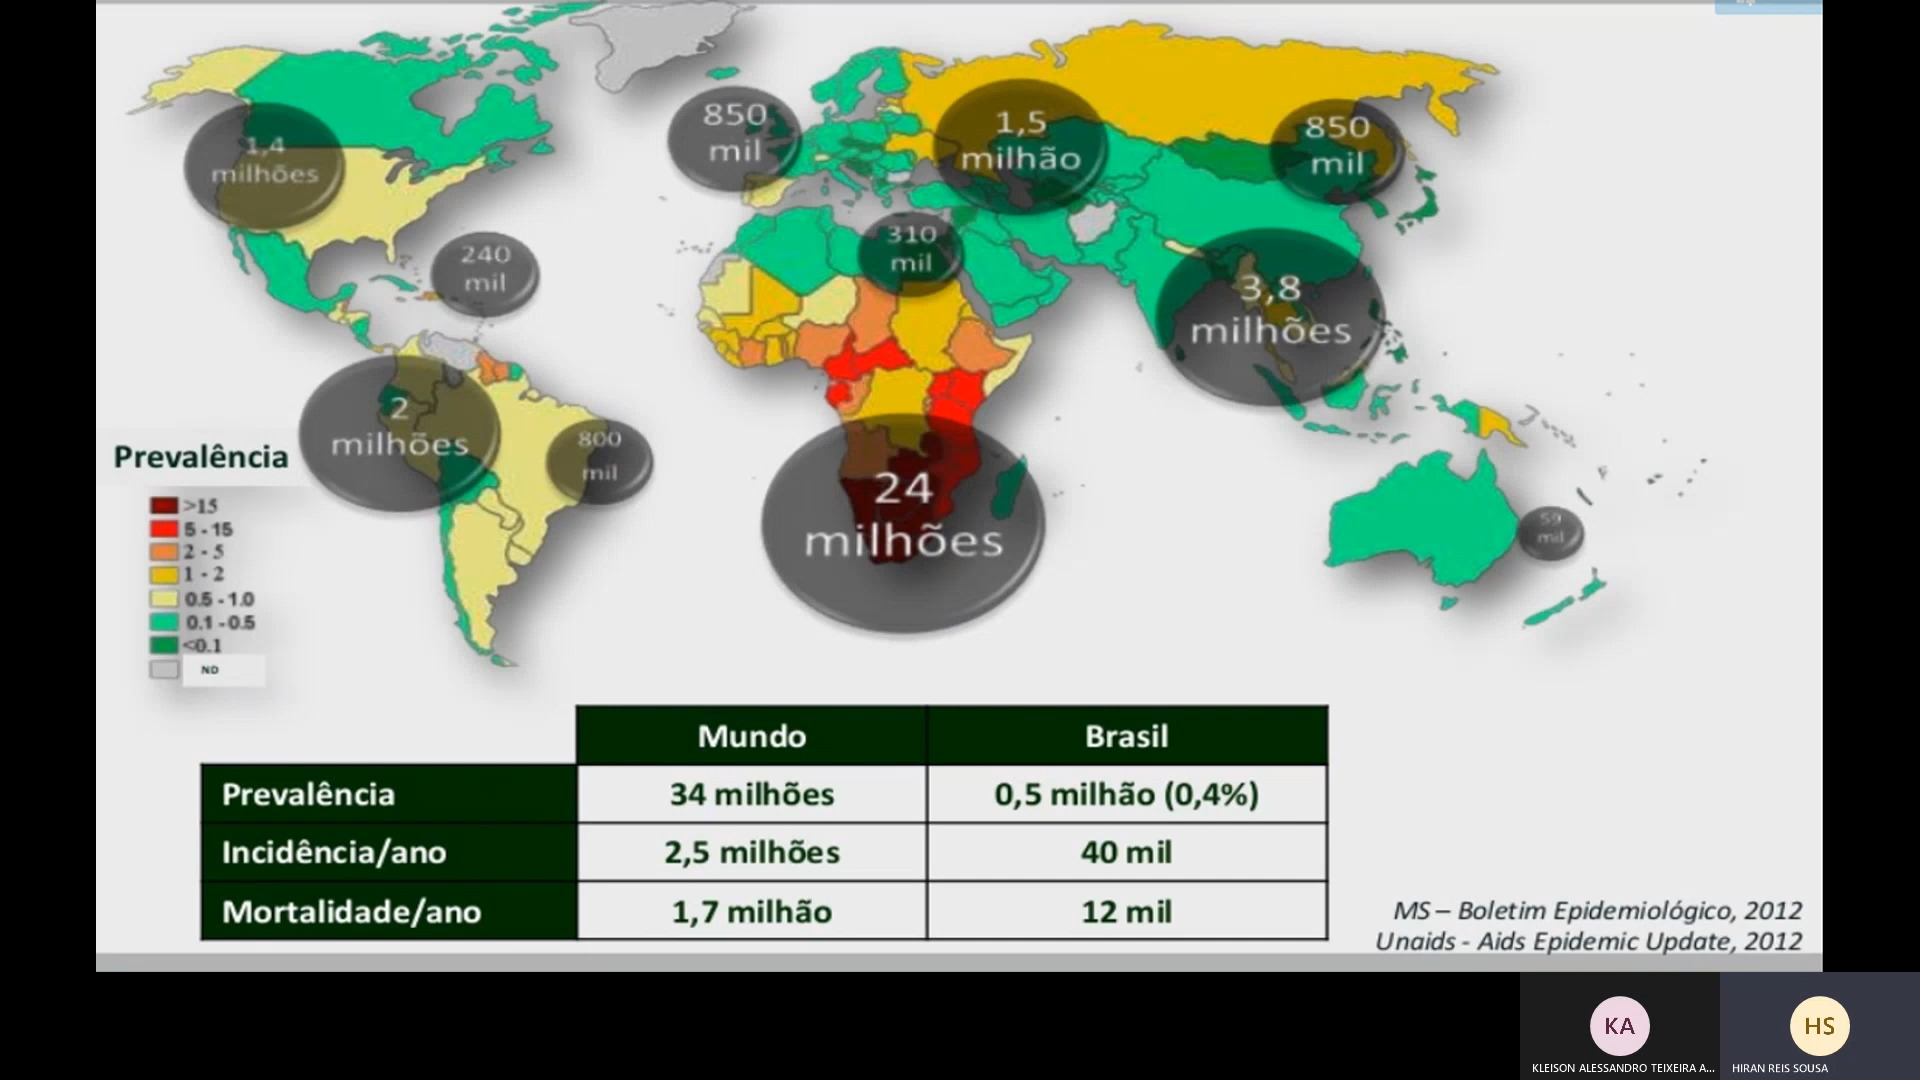 850
mil
1,5
milhão
850
mil
1,4
milhões
310
mil
240
mil
3,8
milhões
2
milhões
800
mil
24
milhões
59
mil
Prevalência
>15
5 - 15
2 - 5
1 - 2
0.5 - 1.0
0.1 - 0.5
<0.1
ND
Mundo Brasil
Prevalência 34 milhões 0,5 milhão (0,4%)
Incidência/ano 2,5 milhões 40 mil
Mortalidade/ano 1,7 milhão 12 mil
MS – Boletim Epidemiológico, 2012
Unaids - Aids Epidemic Update, 2012
KA
HS
KLEISON ALESSANDRO TEIXEIRA A...
HIRAN REIS SOUSA